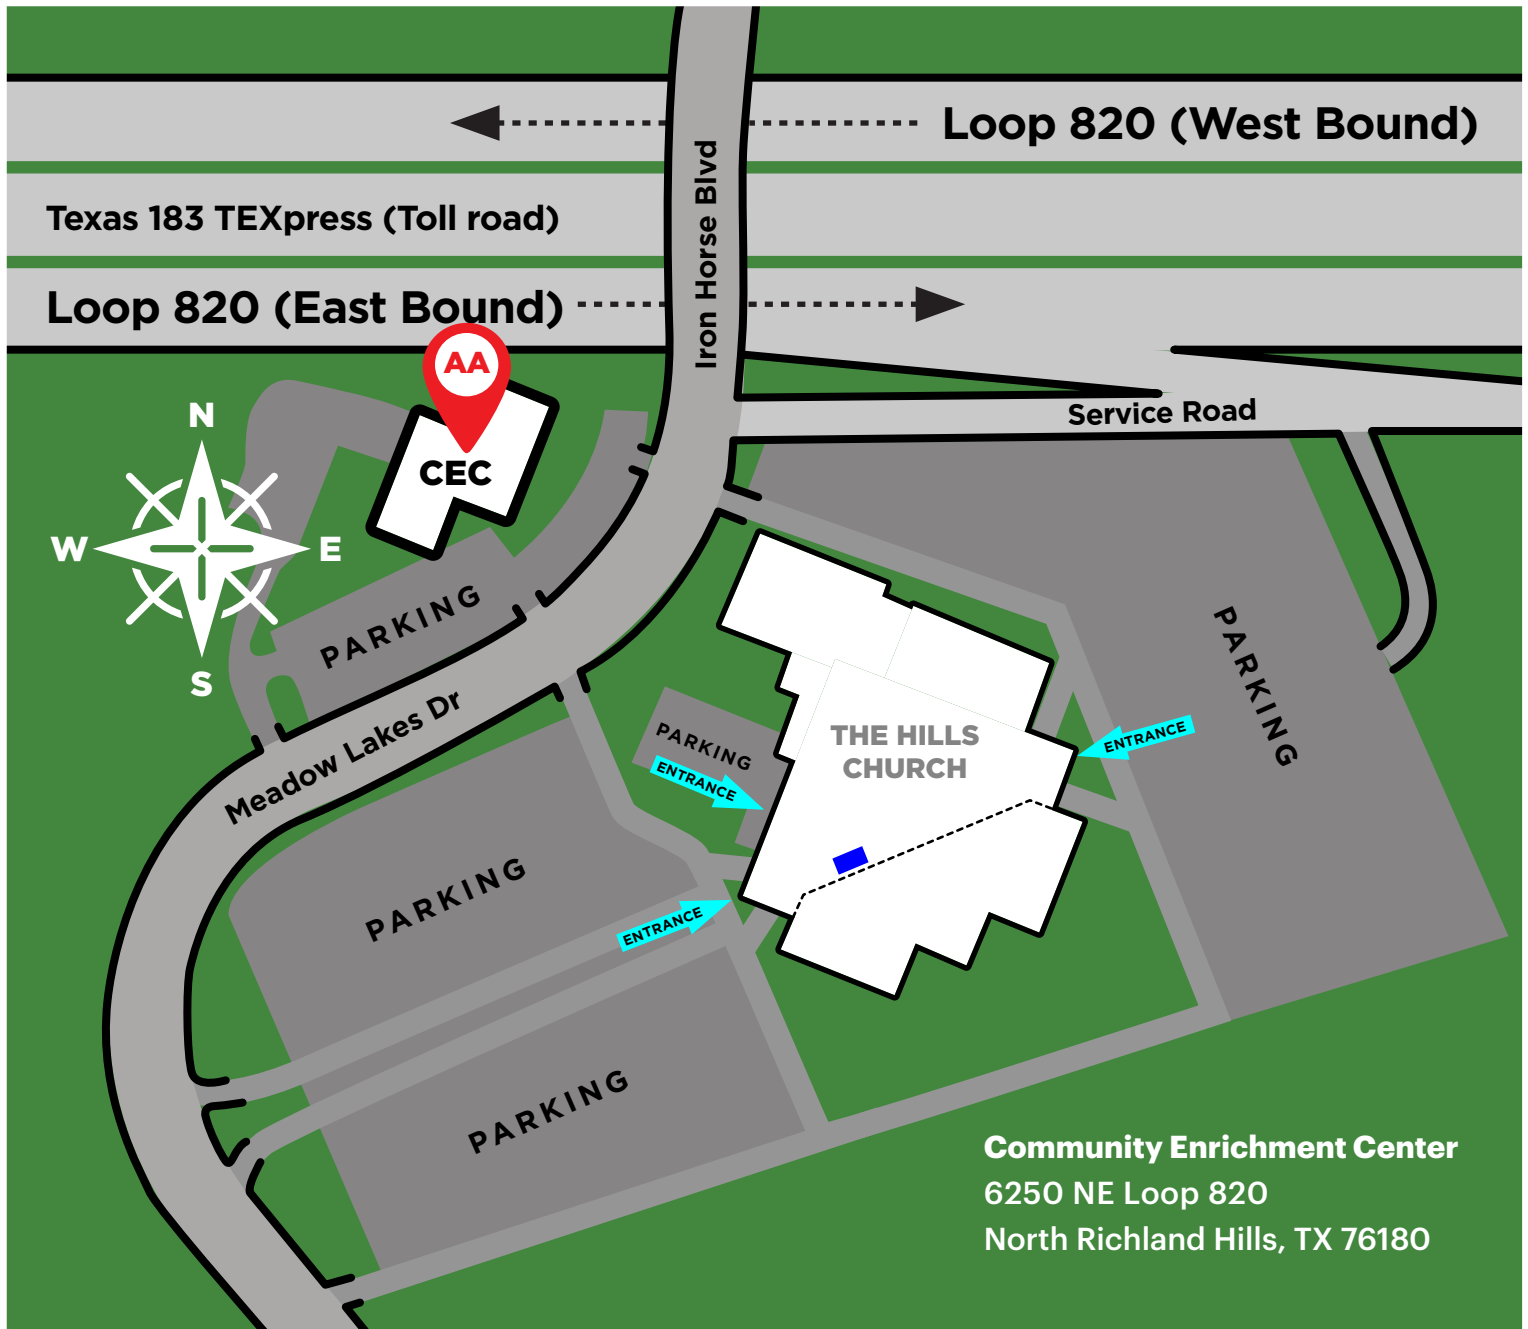 Loop 820 (West Bound)
Texas 183 TEXpress (Toll road)
Iron Horse Blvd
Loop 820 (East Bound)
AA
CEC
Service Road
N
W
E
S
PARKING
PARKING
Meadow Lakes Dr
PARKING
ENTRANCE
THE HILLS
CHURCH
ENTRANCE
PARKING
ENTRANCE
PARKING
Community Enrichment Center
6250 NE Loop 820
North Richland Hills, TX 76180